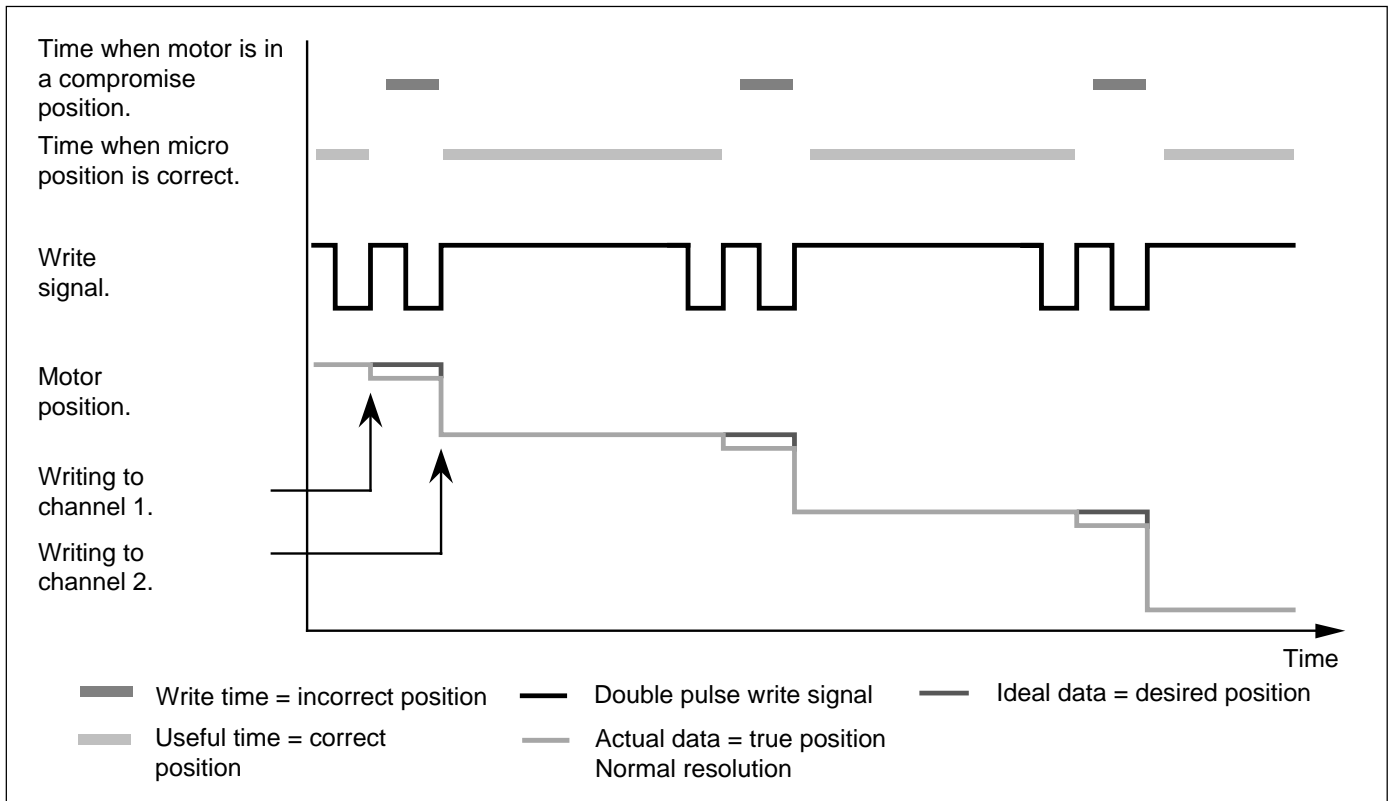 Time when motor is in
a compromise
position.
Time when micro
position is correct.
Write
signal.
Motor
position.
Writing to
channel 1.
Writing to
channel 2.
Time
Write time = incorrect position
Double pulse write signal
Ideal data = desired position
Useful time = correct
position
Actual data = true position
Normal resolution